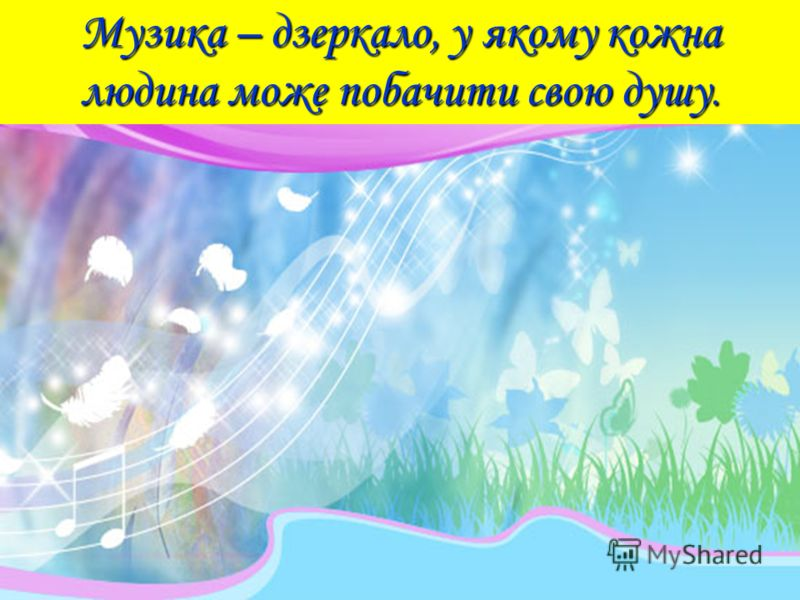 Музика – дзеркало, у якому кожна
людина може побачити свою душу.
MyShared